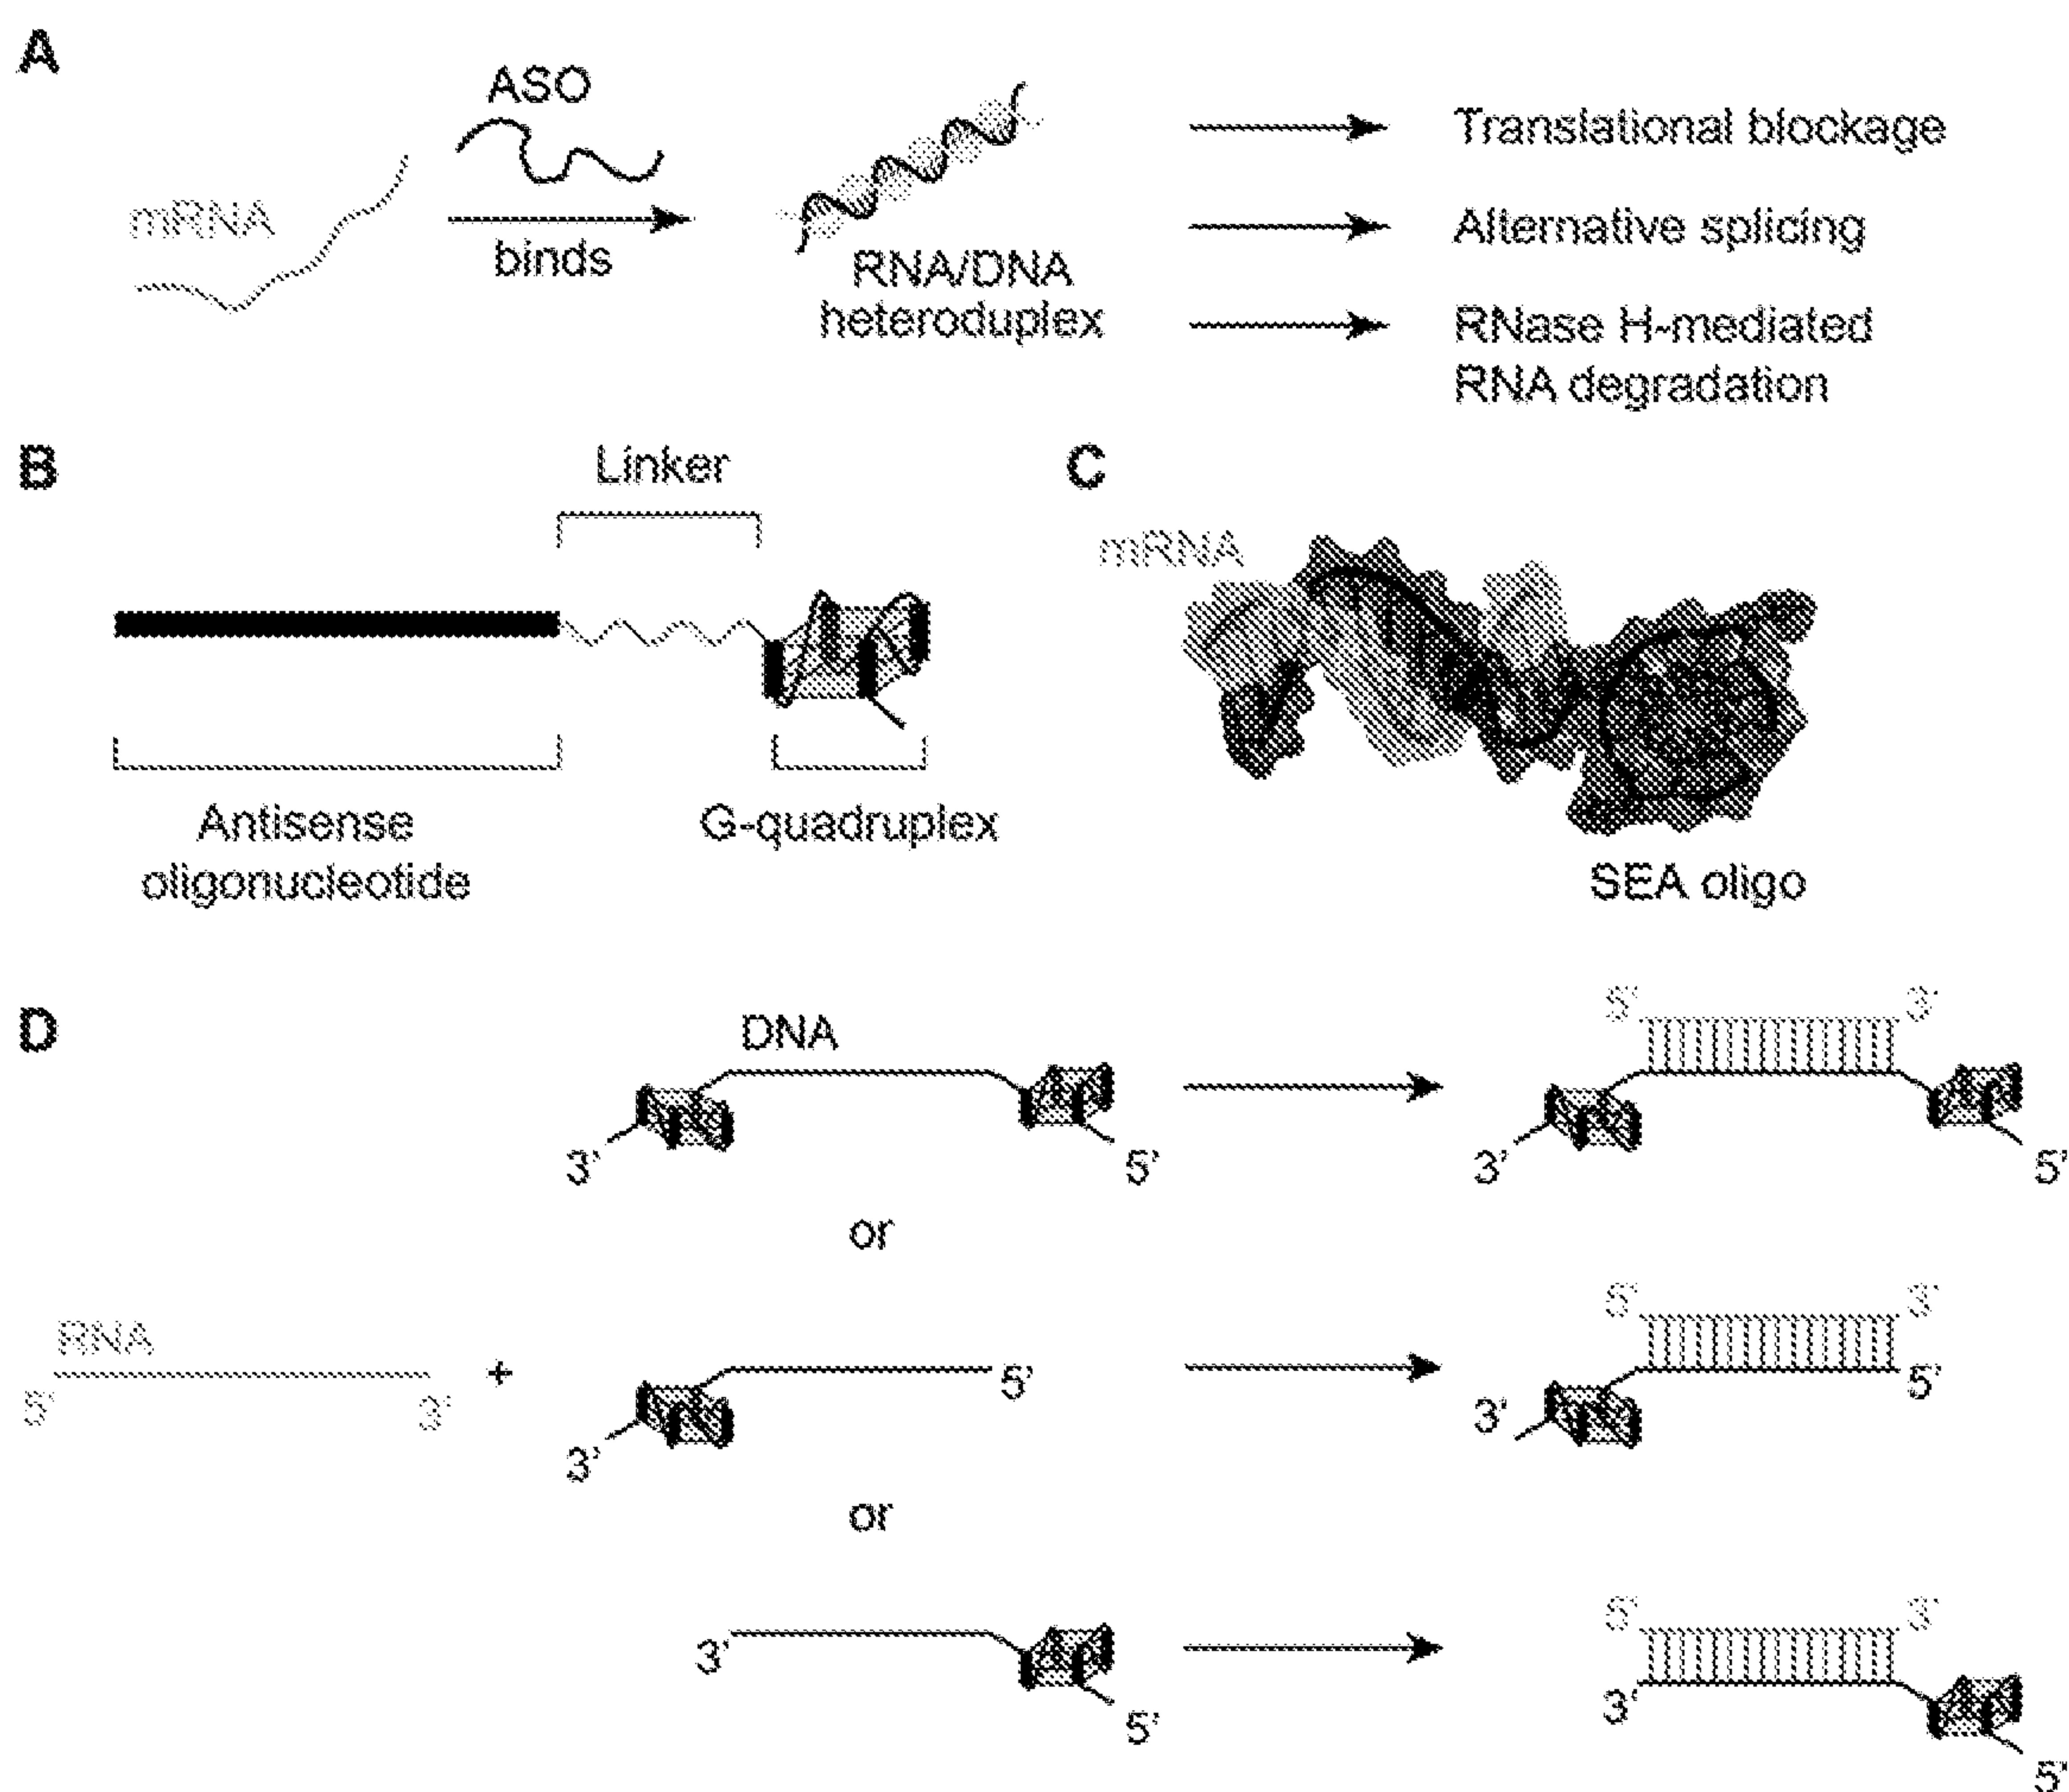 A
ASO
mRNA
binds
RNA/DNA
heteroduplex
Translational blockage
Alternative splicing
RNase H-mediated
RNA degradation
B
Linker
Antisense
oligonucleotide
G-quadruplex
C
mRNA
SEA oligo
D
DNA
3'
5'
5'
3'
3'
5'
or
RNA
5'
3'
+
5'
3'
5'
3'
5'
3'
or
3'
5'
5'
3'
3'
5'